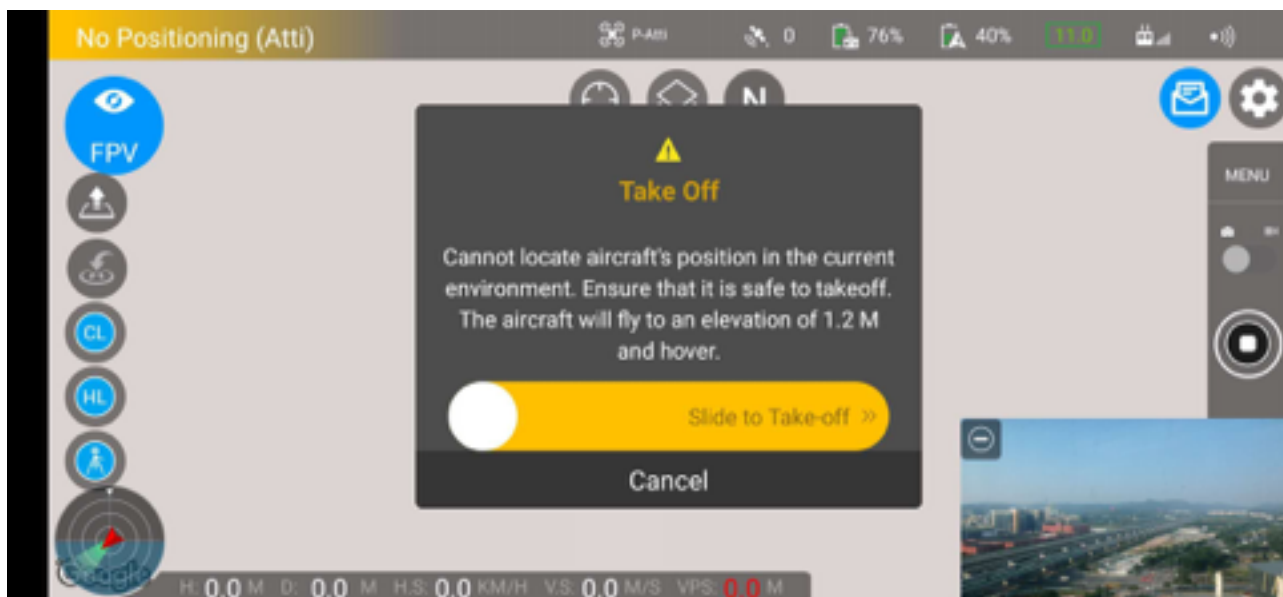 No Positioning (Atti) P-Atti 0 76% 40% 11.0
FPV
N
MENU
Take Off
Cannot locate aircraft's position in the current
environment. Ensure that it is safe to takeoff.
The aircraft will fly to an elevation of 1.2 M
and hover.
CL
HL
Slide to Take-off »
Cancel
Google
H: 0.0 M D: 0.0 M H.S: 0.0 KM/H V.S: 0.0 M/S VPS: 0.0 M